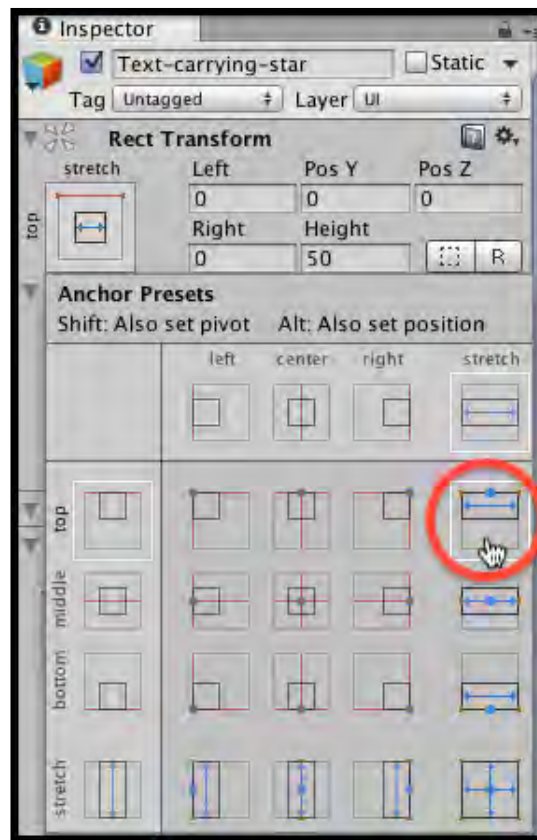 Inspector
Text-carrying-star Static
Tag Untagged Layer UI
Rect Transform
stretch Left Pos Y Pos Z
top 0 0 0
Right Height
0 50 R
Anchor Presets
Shift: Also set pivot Alt: Also set position
left center right stretch
top
middle
bottom
stretch